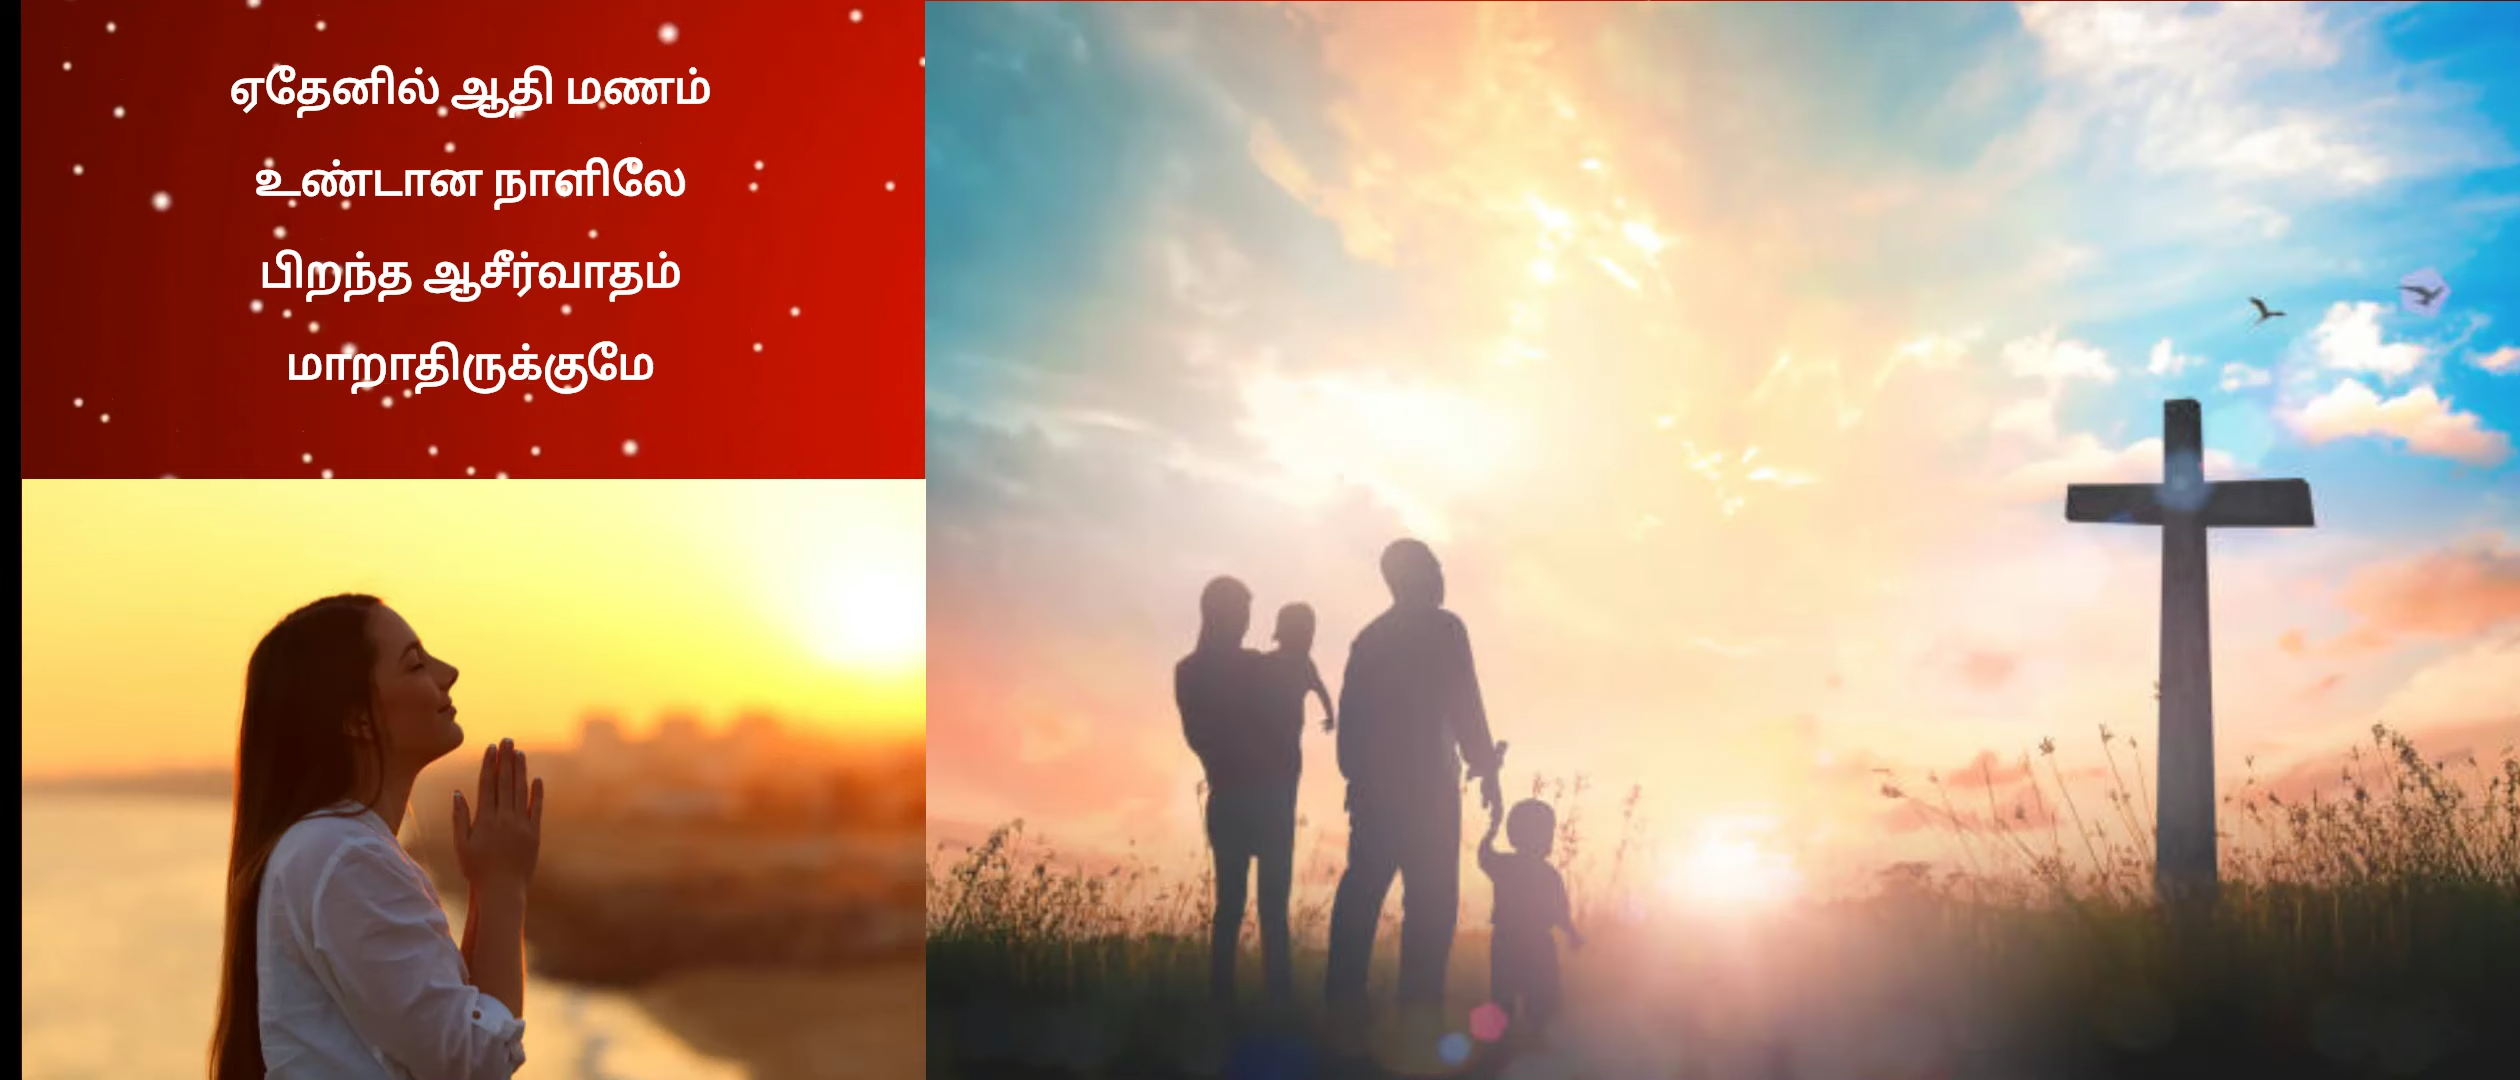 ஏதேனில் ஆதி மணம்
உண்டான நாளிலே
பிறந்த ஆசீர்வாதம்
மாறாதிருக்குமே